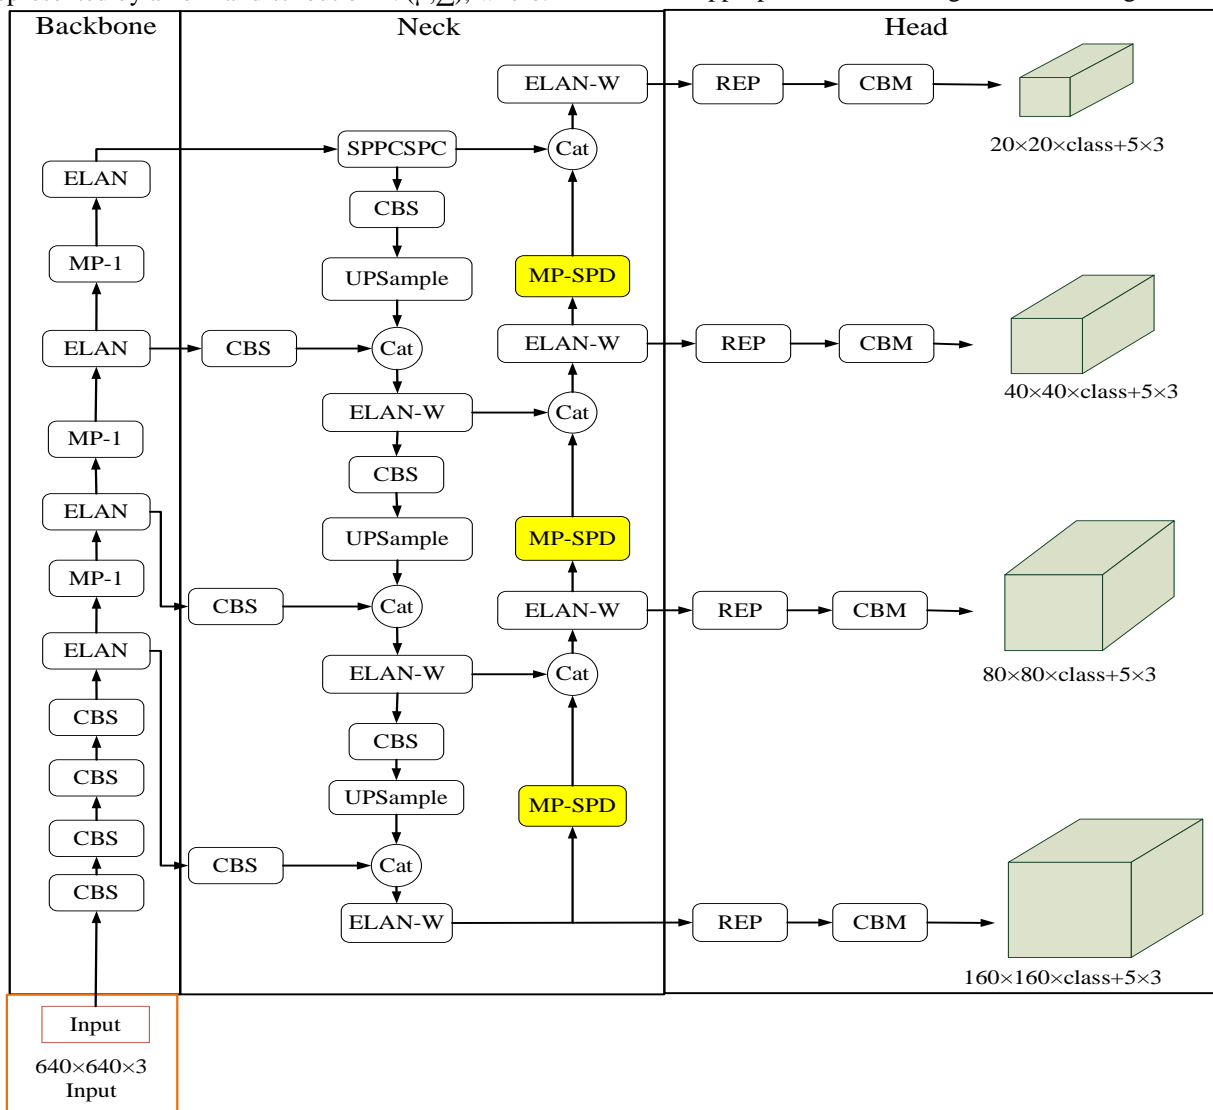 Backbone
Neck
Head
ELAN-W
REP
CBM
20×20×class+5×3
SPPCSPC
Cat
ELAN
CBS
MP-1
UPSample
MP-SPD
ELAN
CBS
Cat
ELAN-W
REP
CBM
40×40×class+5×3
ELAN-W
Cat
MP-1
CBS
ELAN
UPSample
MP-SPD
MP-1
CBS
Cat
ELAN-W
REP
CBM
80×80×class+5×3
ELAN
ELAN-W
Cat
CBS
CBS
CBS
UPSample
MP-SPD
CBS
CBS
Cat
CBS
ELAN-W
REP
CBM
160×160×class+5×3
Input
640×640×3
Input